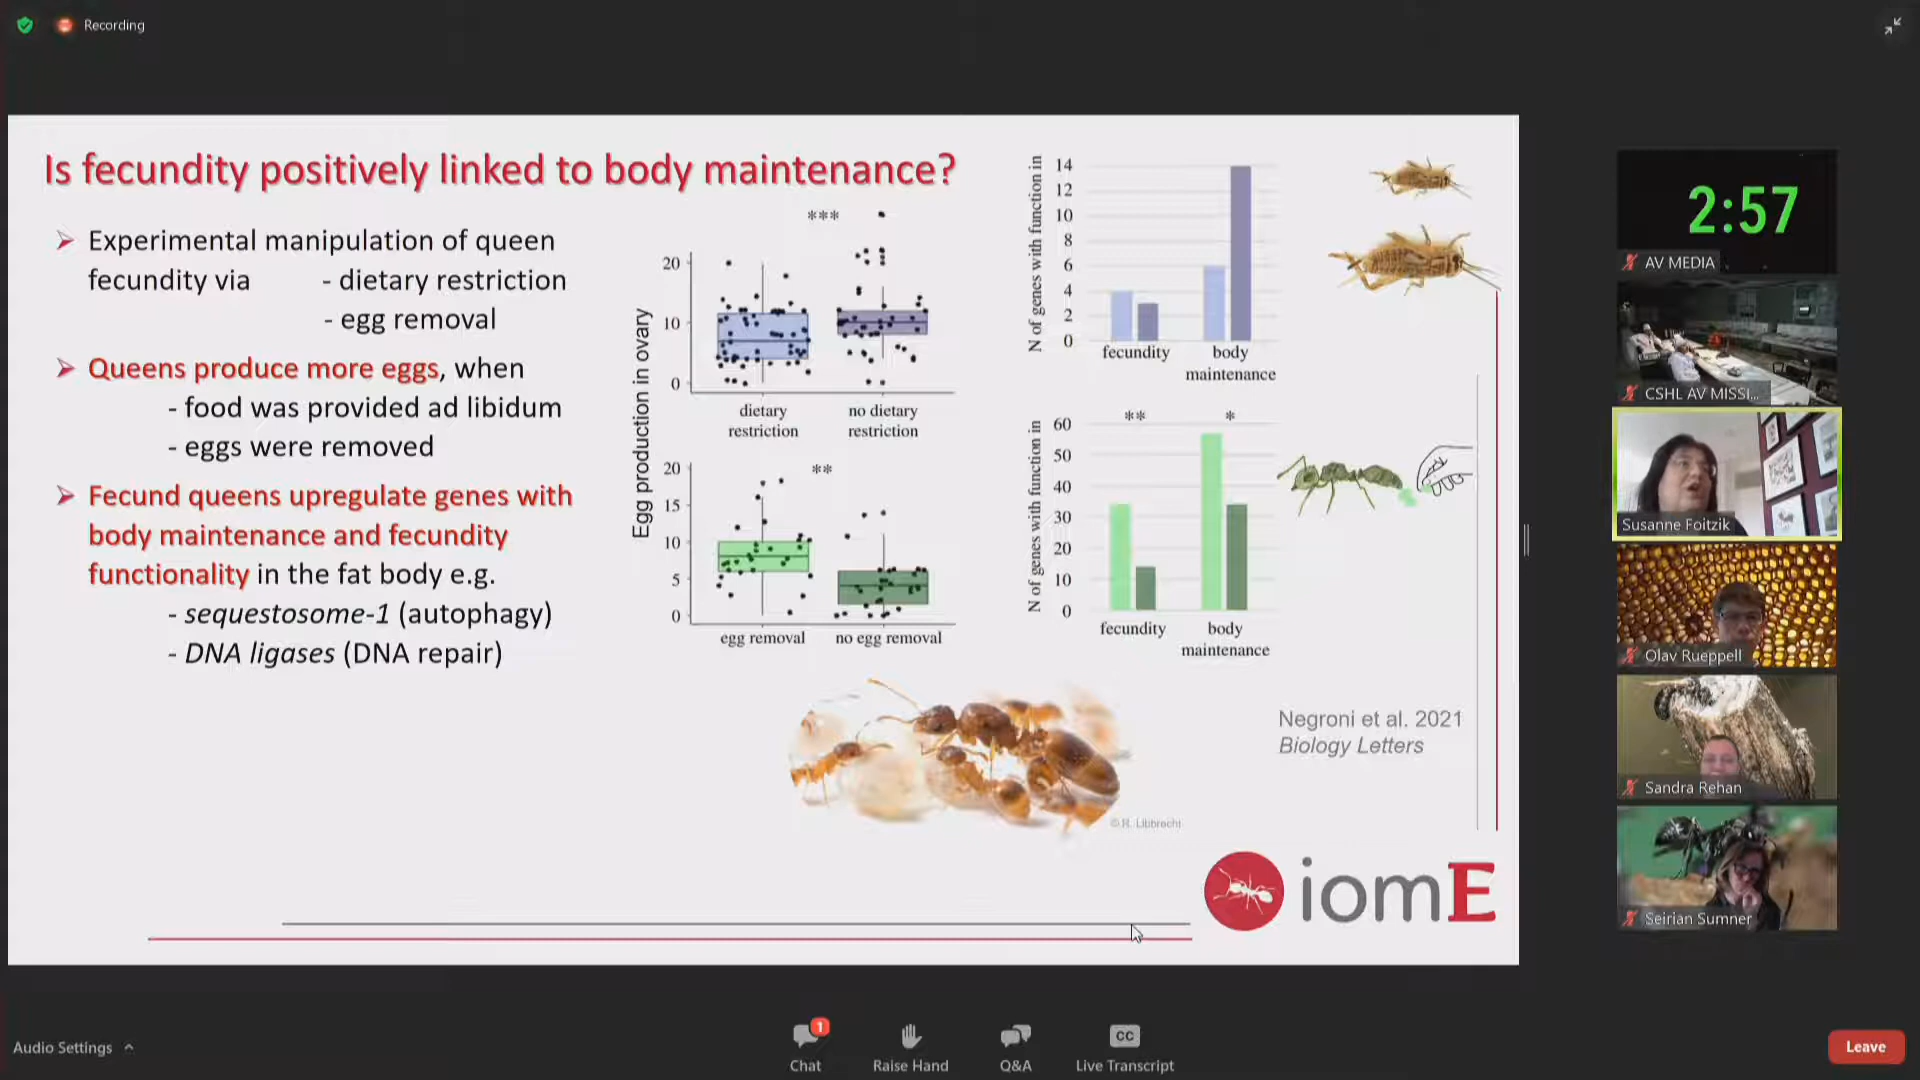 Recording
Is fecundity positively linked to body maintenance?
➢ Experimental manipulation of queen
fecundity via - dietary restriction
- egg removal
➢ Queens produce more eggs, when
- food was provided ad libidum
- eggs were removed
➢ Fecund queens upregulate genes with
body maintenance and fecundity
functionality in the fat body e.g.
- sequestosome-1 (autophagy)
- DNA ligases (DNA repair)
Egg production in ovary
***
20
10
0
dietary restriction
no dietary restriction
**
20
15
10
5
0
egg removal
no egg removal
N of genes with function in
14
12
10
8
6
4
2
0
fecundity
body maintenance
N of genes with function in
** *
60
50
40
30
20
10
0
fecundity
body maintenance
Negroni et al. 2021
Biology Letters
© R. Libbrecht
iomE
2:57
AV MEDIA
CSHL AV MISSI...
Susanne Foitzik
Olav Rueppell
Sandra Rehan
Seirian Sumner
Audio Settings
1
Chat
Raise Hand
Q&A
CC
Live Transcript
Leave